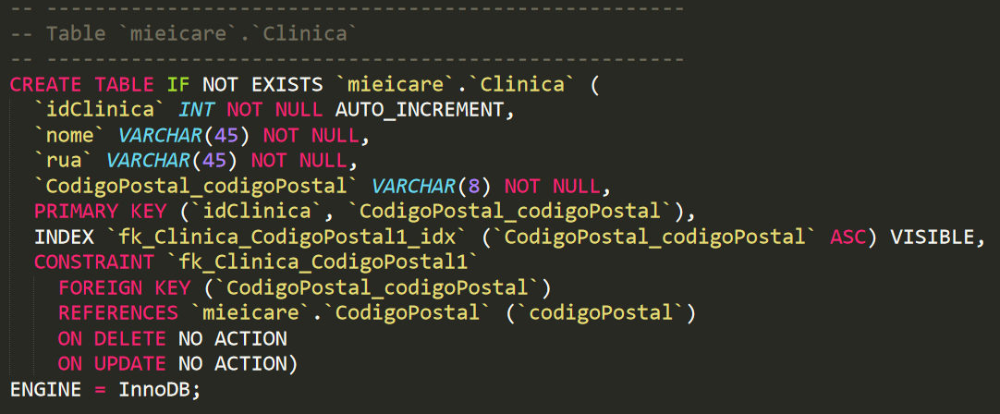 -- -----------------------------------------------------
-- Table `mieicare`.`Clinica`
-- -----------------------------------------------------
CREATE TABLE IF NOT EXISTS `mieicare`.`Clinica` (
  `idClinica` INT NOT NULL AUTO_INCREMENT,
  `nome` VARCHAR(45) NOT NULL,
  `rua` VARCHAR(45) NOT NULL,
  `CodigoPostal_codigoPostal` VARCHAR(8) NOT NULL,
  PRIMARY KEY (`idClinica`, `CodigoPostal_codigoPostal`),
  INDEX `fk_Clinica_CodigoPostal1_idx` (`CodigoPostal_codigoPostal` ASC) VISIBLE,
  CONSTRAINT `fk_Clinica_CodigoPostal1`
    FOREIGN KEY (`CodigoPostal_codigoPostal`)
    REFERENCES `mieicare`.`CodigoPostal` (`codigoPostal`)
    ON DELETE NO ACTION
    ON UPDATE NO ACTION)
ENGINE = InnoDB;